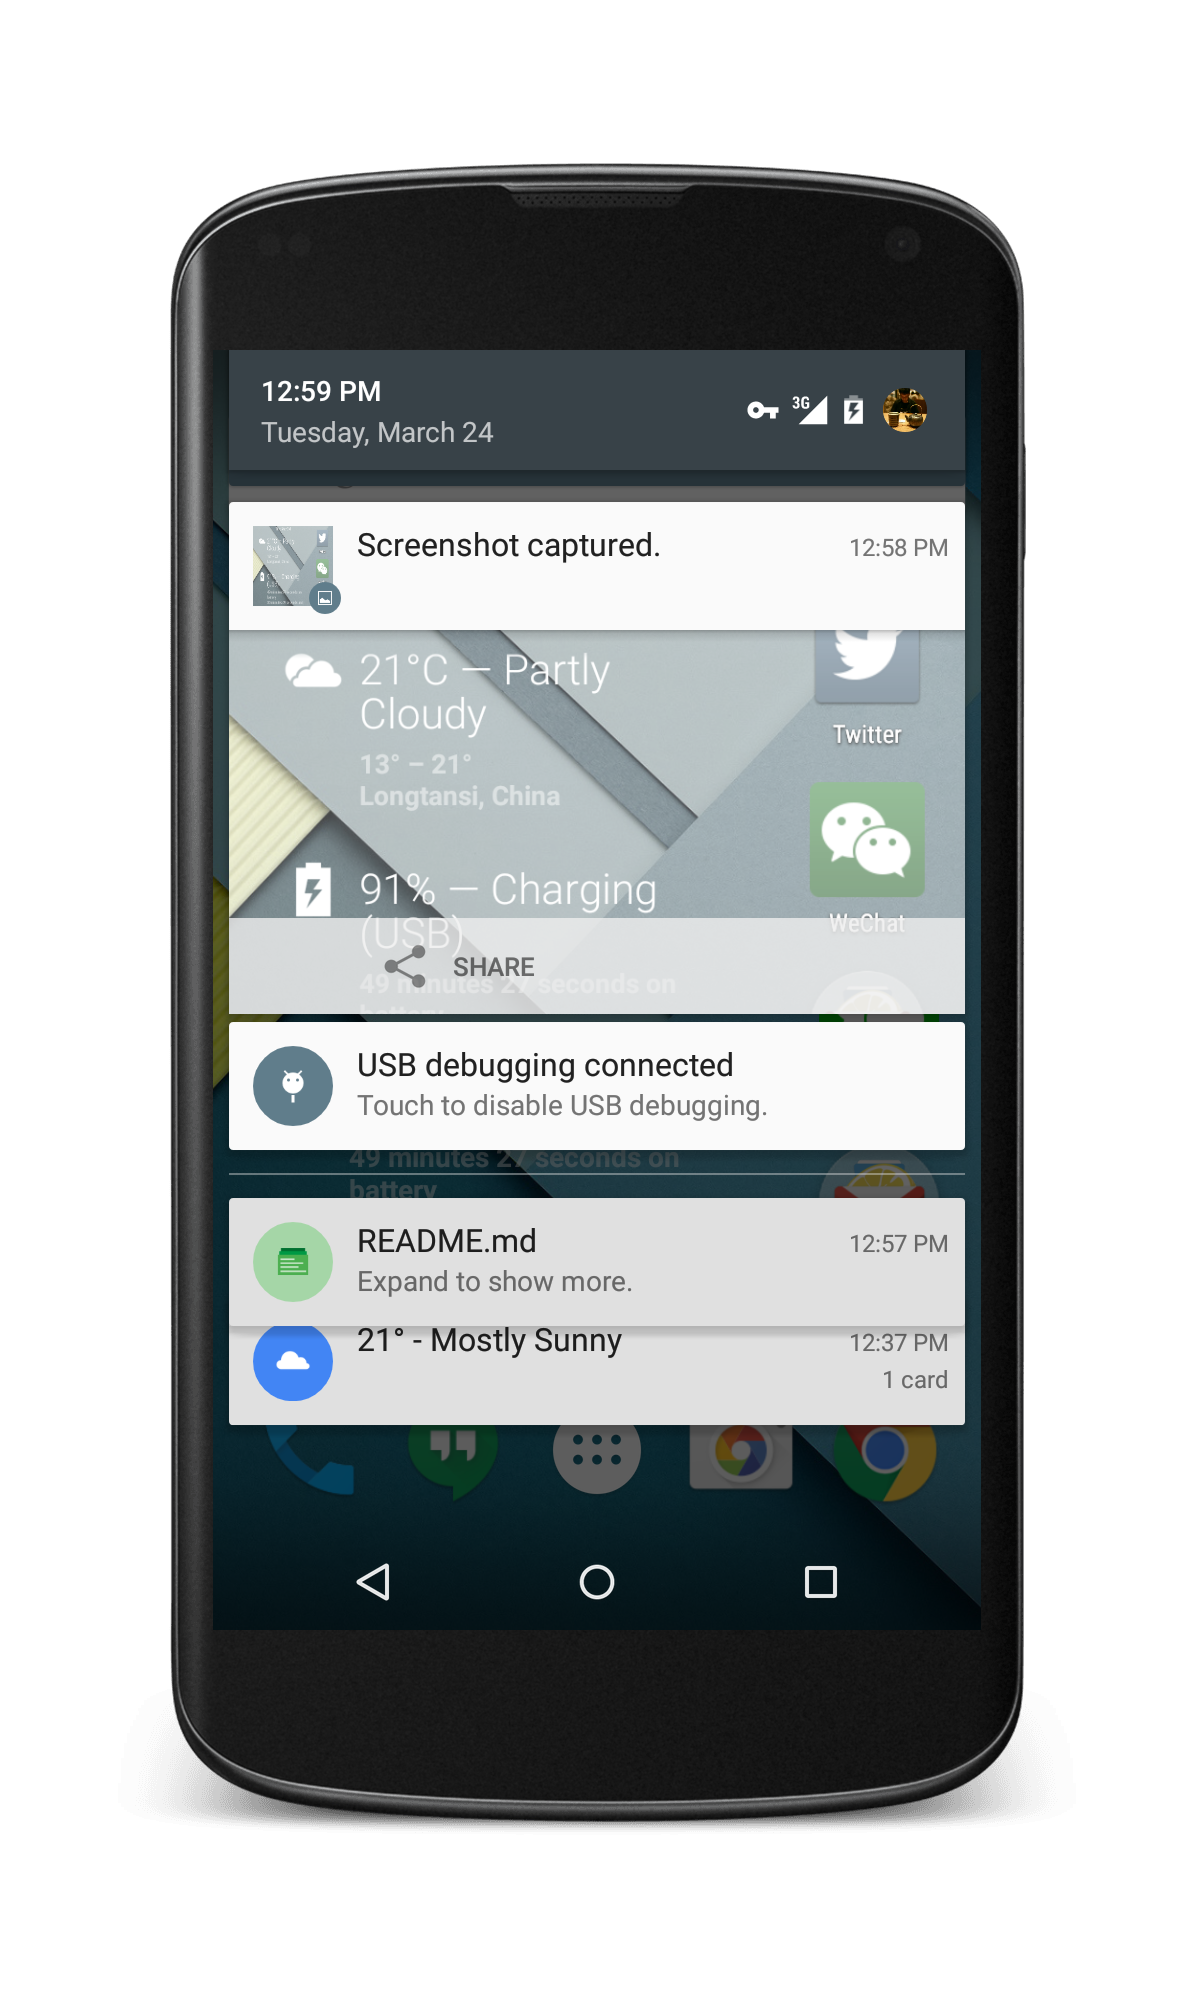 12:59 PM
Tuesday, March 24
3G
Screenshot captured.
12:58 PM
21°C — Partly
Cloudy
13° – 21°
Longtansi, China
Twitter
91% — Charging
(USB)
WeChat
SHARE
49 minutes 27 seconds on
battery
USB debugging connected
Touch to disable USB debugging.
49 minutes 27 seconds on
battery
README.md
12:57 PM
Expand to show more.
21° - Mostly Sunny
12:37 PM
1 card